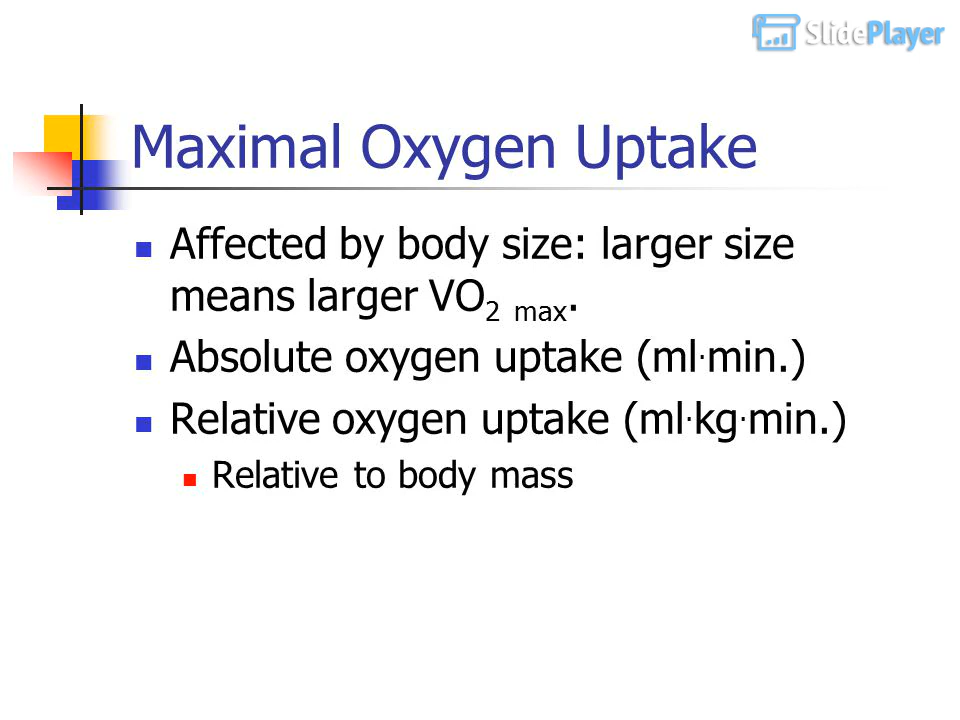 SlidePlayer
Maximal Oxygen Uptake
Affected by body size: larger size
means larger VO₂ max.
Absolute oxygen uptake (ml·min.)
Relative oxygen uptake (ml·kg·min.)
Relative to body mass